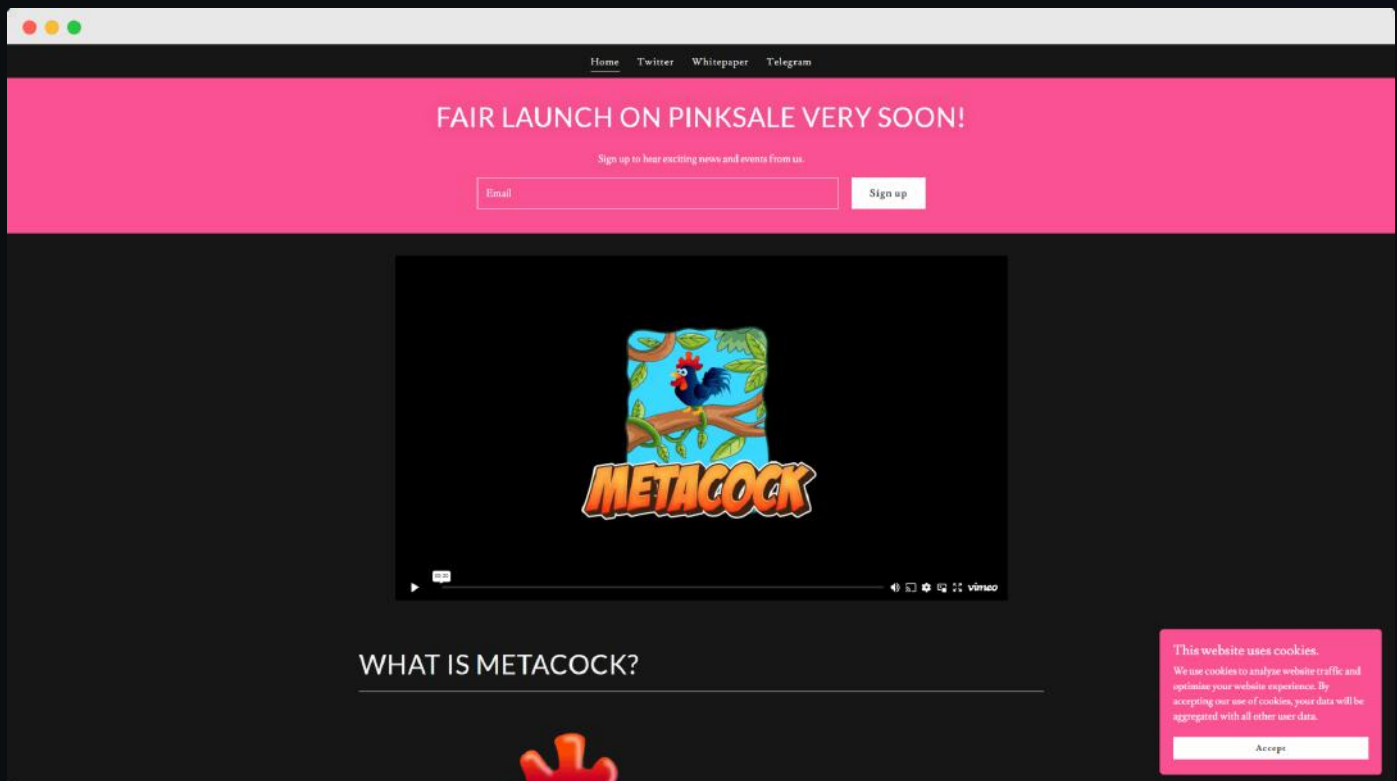 Home Twitter Whitepaper Telegram
FAIR LAUNCH ON PINKSALE VERY SOON!
Sign up to hear exciting news and events from us.
Email
Sign up
METACOCK
00:00
vimeo
WHAT IS METACOCK?
This website uses cookies.
We use cookies to analyze website traffic and
optimize your website experience. By
accepting our use of cookies, your data will be
aggregated with all other user data.
Accept